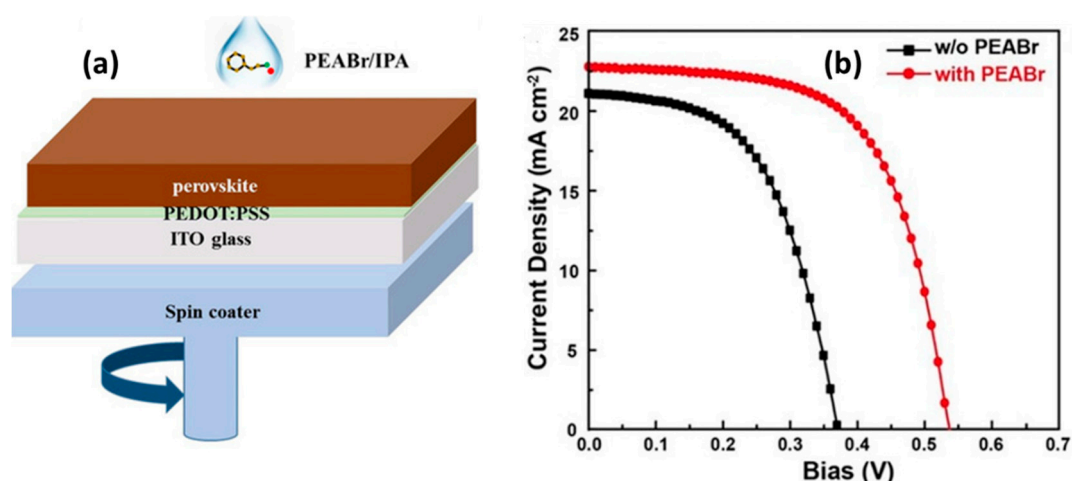 (a)
PEABr/IPA
perovskite
PEDOT:PSS
ITO glass
Spin coater
(b)
w/o PEABr
with PEABr
Current Density (mA cm⁻²)
25
20
15
10
5
0
0.0 0.1 0.2 0.3 0.4 0.5 0.6 0.7
Bias (V)